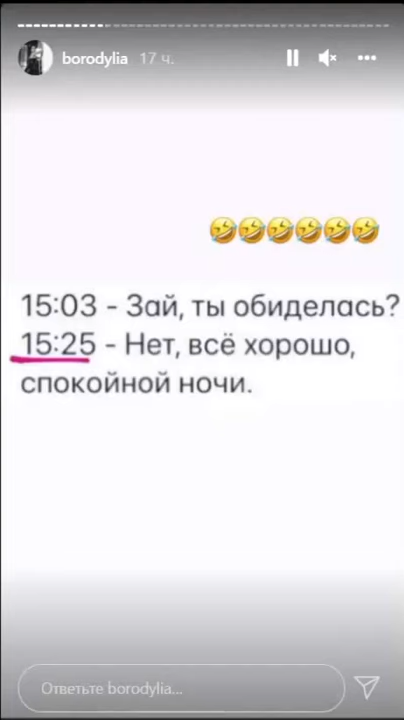 borodylia 17 ч.
🤣🤣🤣🤣🤣🤣
15:03 - Зай, ты обиделась?
15:25 - Нет, всё хорошо,
спокойной ночи.
Ответьте borodylia...